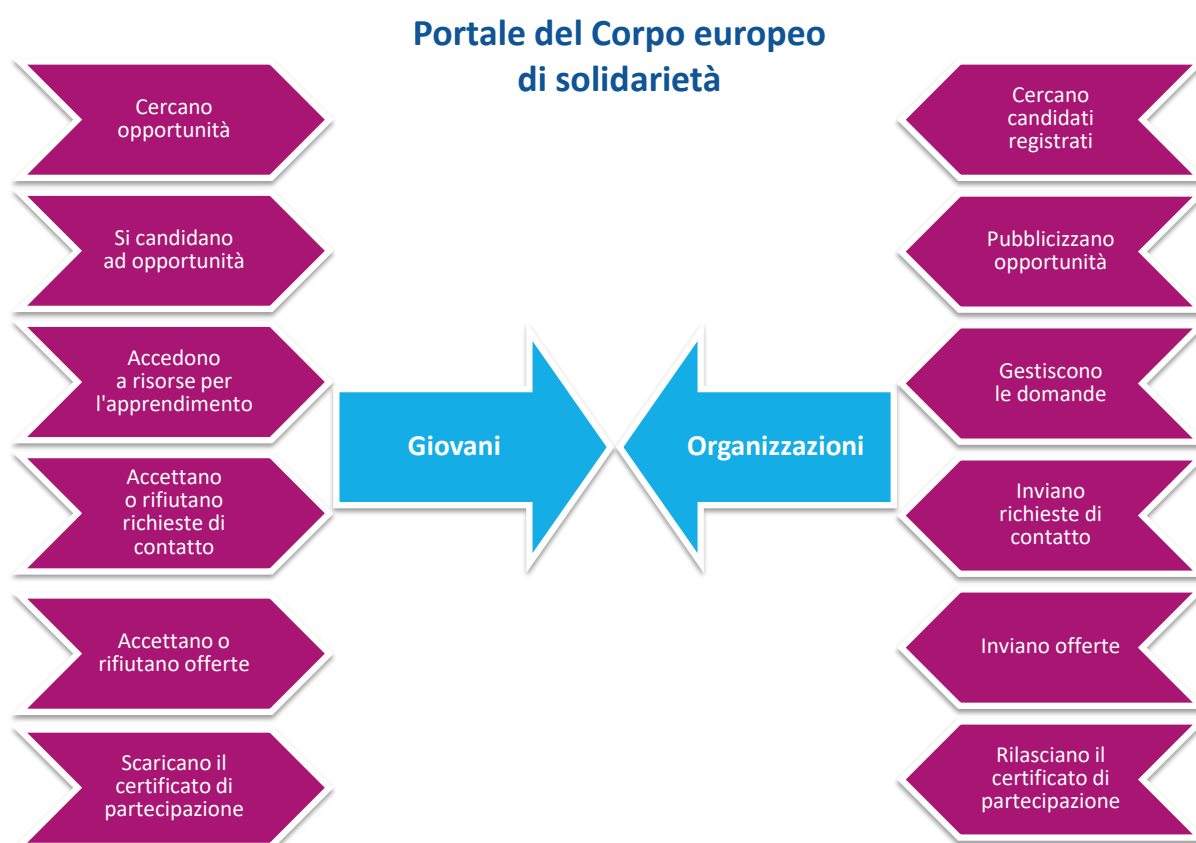 Portale del Corpo europeo
di solidarietà
Cercano
opportunità
Si candidano
ad opportunità
Accedono
a risorse per
l'apprendimento
Accettano
o rifiutano
richieste di
contatto
Accettano o
rifiutano offerte
Scaricano il
certificato di
partecipazione
Giovani
Organizzazioni
Cercano
candidati
registrati
Pubblicizzano
opportunità
Gestiscono
le domande
Inviano
richieste di
contatto
Inviano offerte
Rilasciano il
certificato di
partecipazione